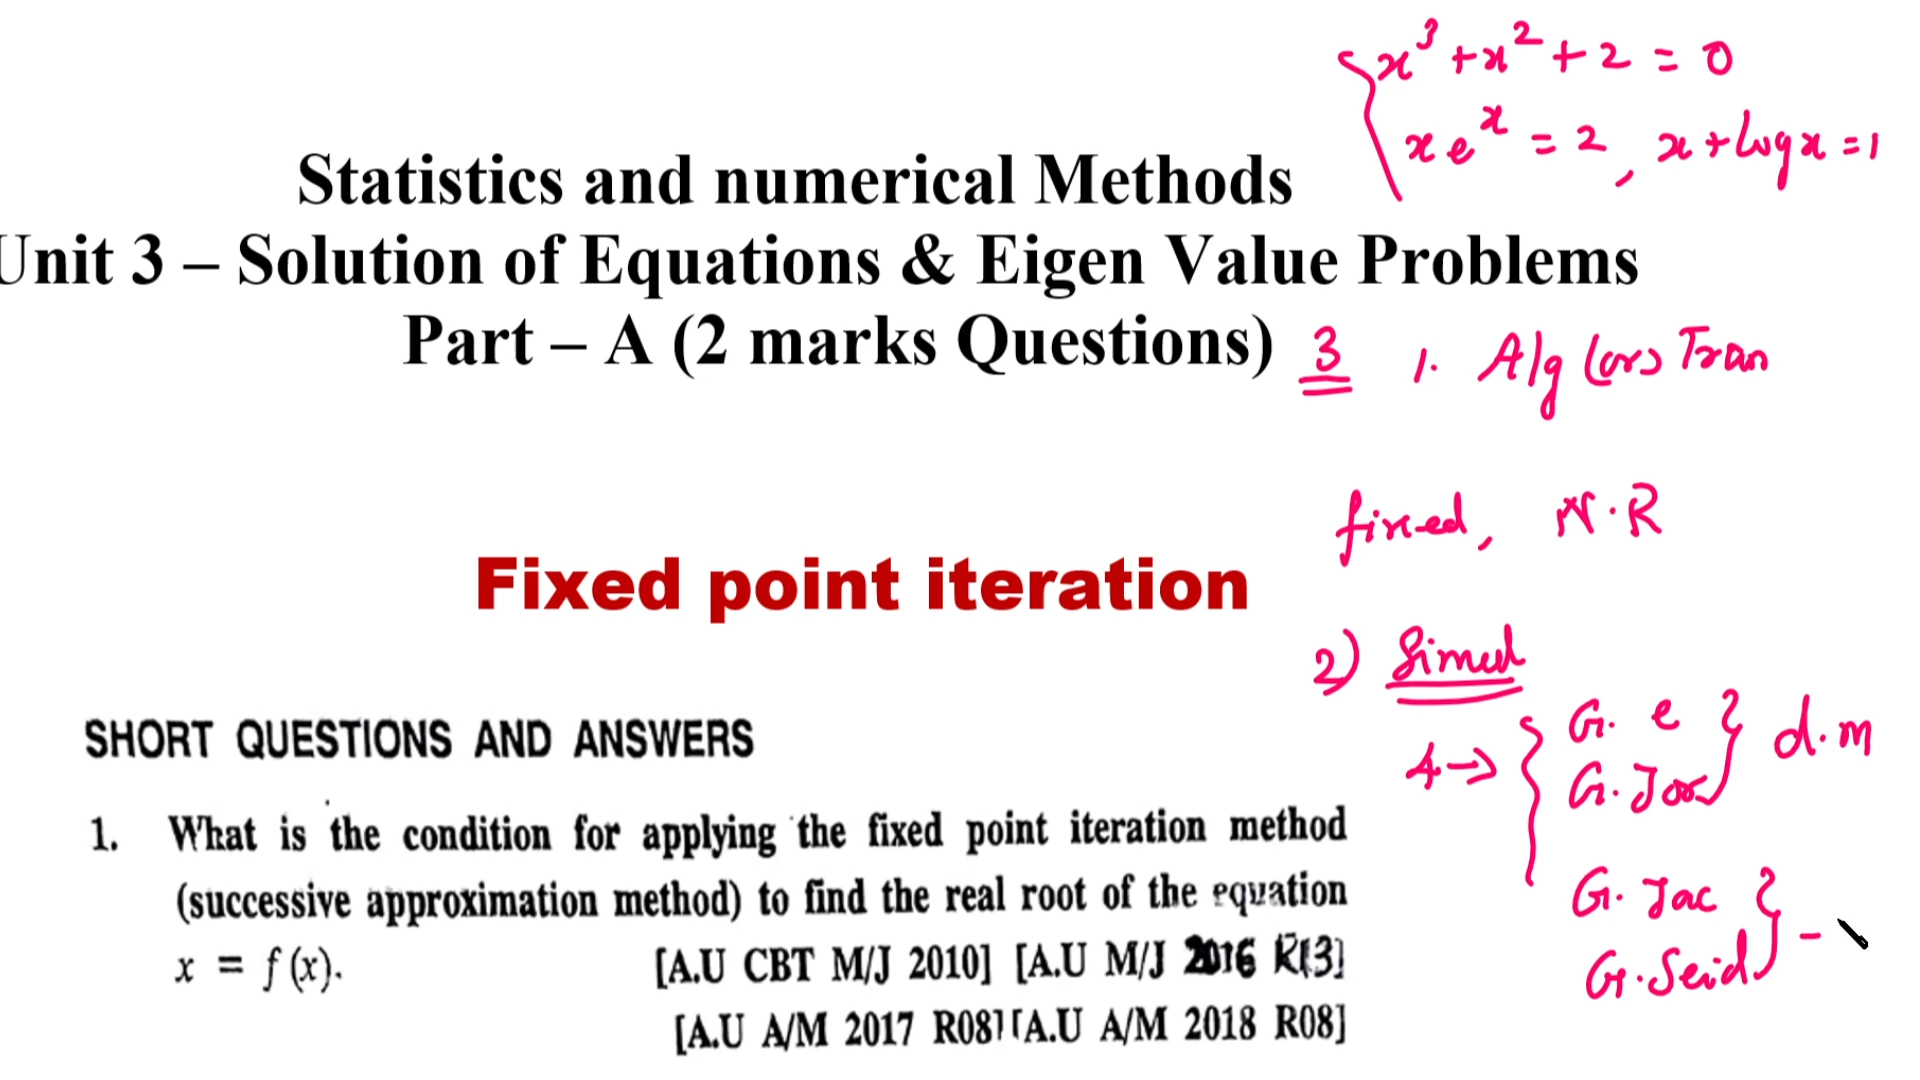 x³ + x² + 2 = 0
x eˣ = 2, x + log x = 1
Statistics and numerical Methods
Unit 3 – Solution of Equations & Eigen Value Problems
Part – A (2 marks Questions) 3 1. Alg (or) Tran
fixed, N.R
Fixed point iteration
2) Simul
SHORT QUESTIONS AND ANSWERS
4→ { G. e } d.m
G. Jor
1. What is the condition for applying the fixed point iteration method
(successive approximation method) to find the real root of the equation
x = f (x). [A.U CBT M/J 2010] [A.U M/J 2016 R13]
[A.U A/M 2017 R08] [A.U A/M 2018 R08]
G. Jac
G. Seid } –